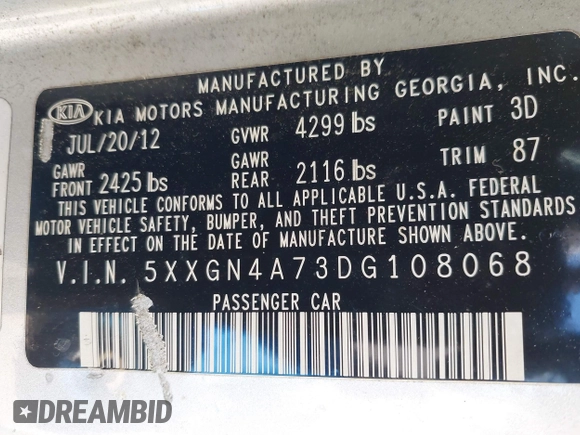 MANUFACTURED BY
KIA KIA MOTORS MANUFACTURING GEORGIA, INC.
JUL/20/12 GVWR 4299 lbs PAINT 3D
GAWR FRONT 2425 lbs GAWR REAR 2116 lbs TRIM 87
THIS VEHICLE CONFORMS TO ALL APPLICABLE U.S.A. FEDERAL
MOTOR VEHICLE SAFETY, BUMPER, AND THEFT PREVENTION STANDARDS
IN EFFECT ON THE DATE OF MANUFACTURE SHOWN ABOVE.
V.I.N. 5XXGN4A73DG108068
PASSENGER CAR
DREAMBID